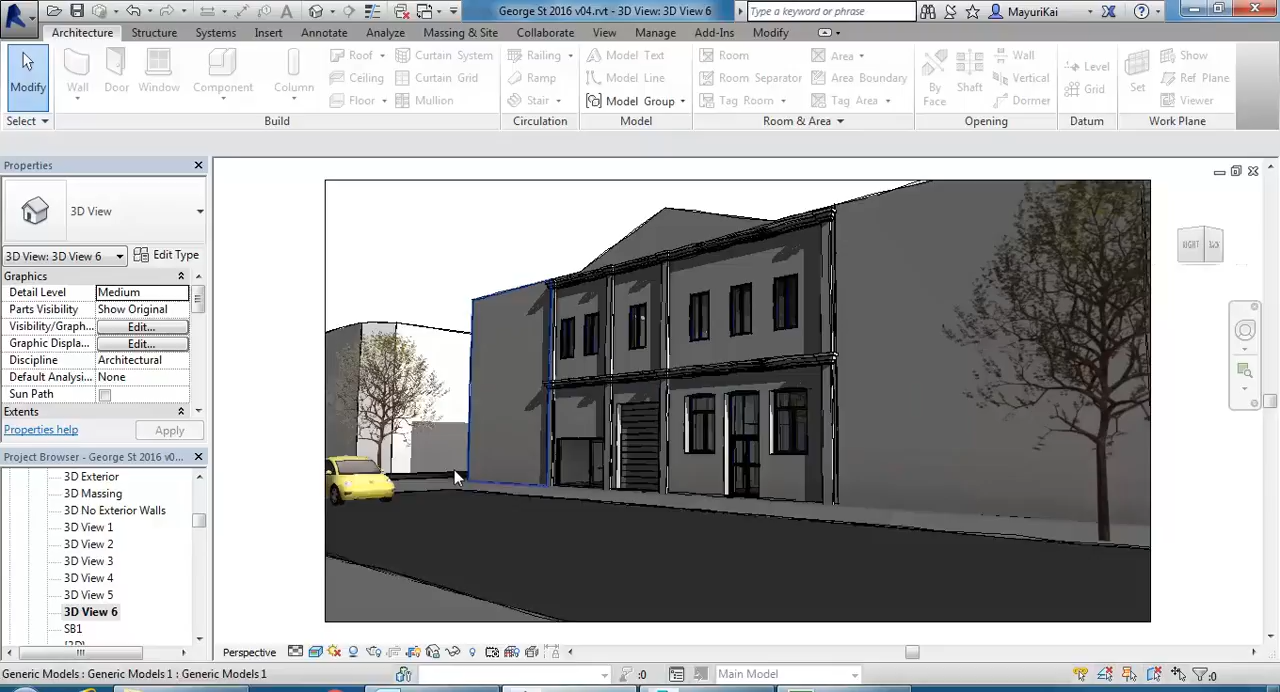 George St 2016 v04.rvt - 3D View: 3D View 6
Type a keyword or phrase
MayuriKai
Architecture Structure Systems Insert Annotate Analyze Massing & Site Collaborate View Manage Add-Ins Modify
Modify
Wall
Door
Window
Component
Column
Roof
Ceiling
Floor
Curtain System
Curtain Grid
Mullion
Railing
Ramp
Stair
Model Text
Model Line
Model Group
Room
Room Separator
Tag Room
Area
Area Boundary
Tag Area
By Face
Shaft
Wall
Vertical
Dormer
Level
Grid
Set
Show
Ref Plane
Viewer
Select
Build
Circulation
Model
Room & Area
Opening
Datum
Work Plane
Properties
3D View
3D View: 3D View 6
Edit Type
Graphics
Detail Level Medium
Parts Visibility Show Original
Visibility/Graph... Edit...
Graphic Displa... Edit...
Discipline Architectural
Default Analysi... None
Sun Path
Extents
Properties help
Apply
Project Browser - George St 2016 v0...
3D Exterior
3D Massing
3D No Exterior Walls
3D View 1
3D View 2
3D View 3
3D View 4
3D View 5
3D View 6
SB1
RIGHT
Perspective
Generic Models : Generic Models 1 : Generic Models 1
:0
Main Model
:0